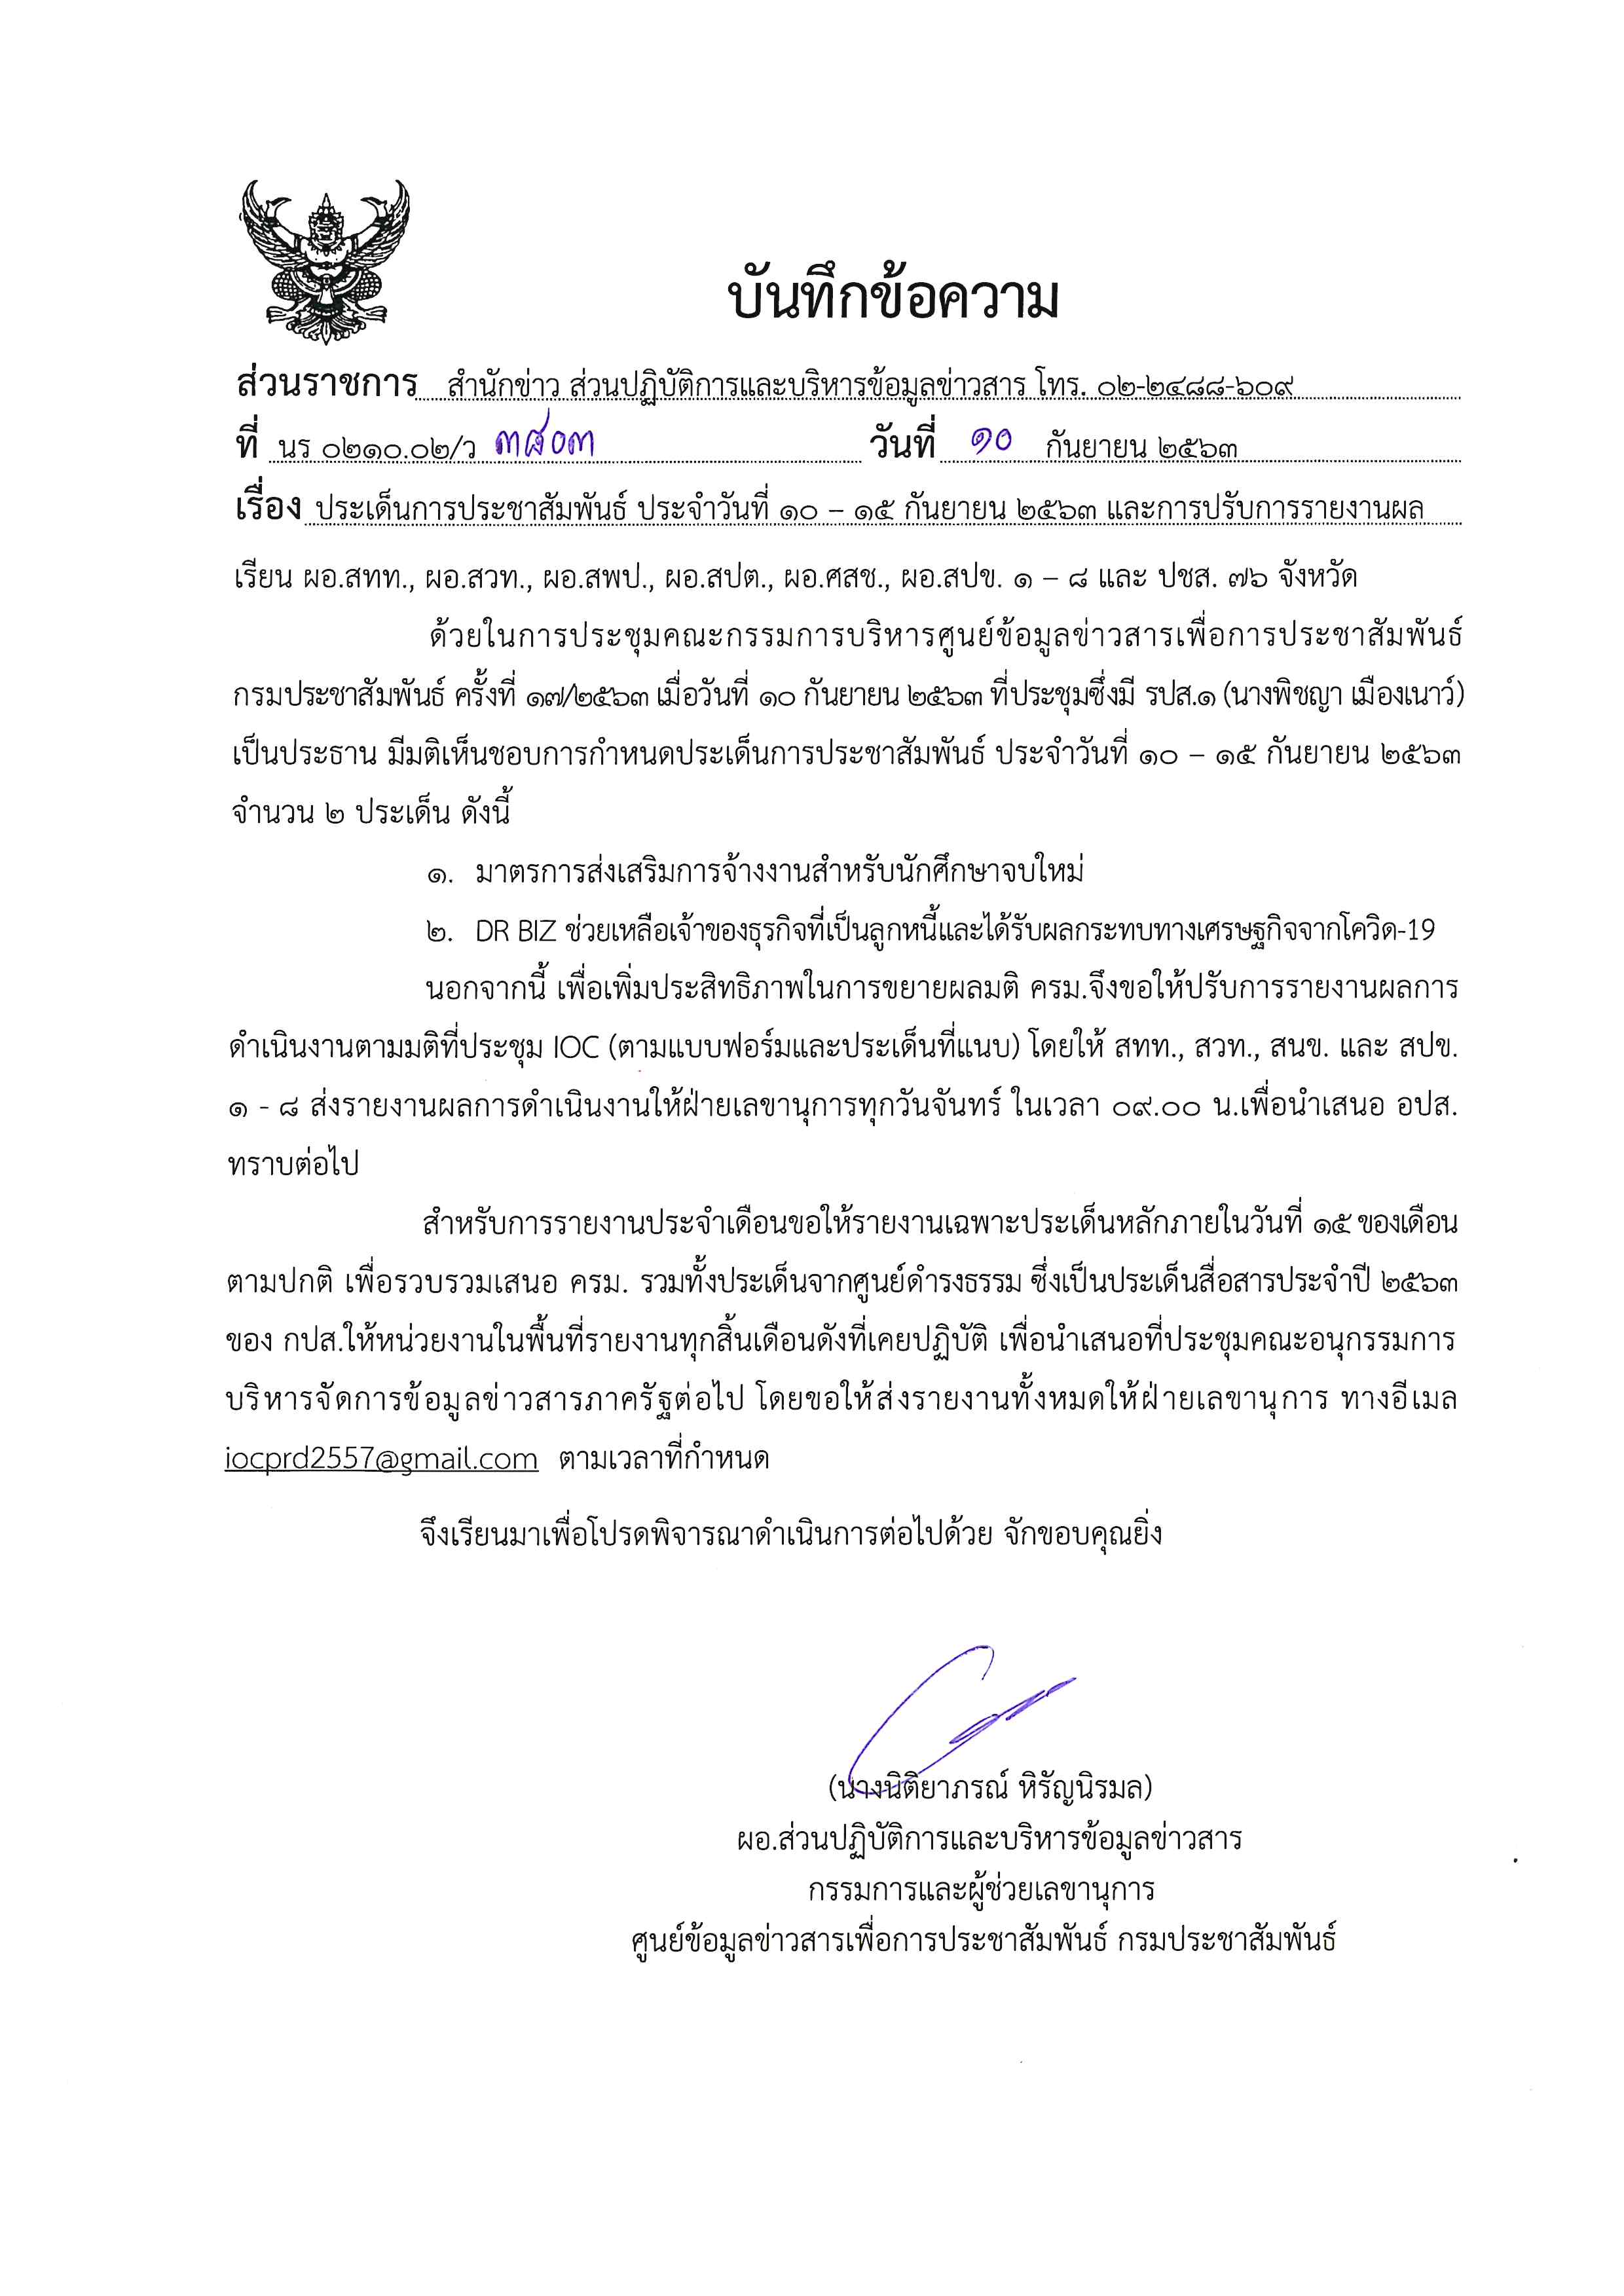 บันทึกข้อความ
ส่วนราชการ สำนักข่าว ส่วนปฏิบัติการและบริหารข้อมูลข่าวสาร โทร. ๐๒-๒๔๘๘-๖๐๙
ที่ นร ๐๒๑๐.๐๒/ว วันที่ ๑๐ กันยายน ๒๕๖๓
เรื่อง ประเด็นการประชาสัมพันธ์ ประจำวันที่ ๑๐ – ๑๕ กันยายน ๒๕๖๓ และการปรับการรายงานผล
เรียน ผอ.สทท., ผอ.สวท., ผอ.สพป., ผอ.สปต., ผอ.ศสช., ผอ.สปข. ๑ – ๘ และ ปชส. ๗๖ จังหวัด
ด้วยในการประชุมคณะกรรมการบริหารศูนย์ข้อมูลข่าวสารเพื่อการประชาสัมพันธ์
กรมประชาสัมพันธ์ ครั้งที่ ๑๗/๒๕๖๓ เมื่อวันที่ ๑๐ กันยายน ๒๕๖๓ ที่ประชุมซึ่งมี รปส.๑ (นางพิชญา เมืองเนาว์)
เป็นประธาน มีมติเห็นชอบการกำหนดประเด็นการประชาสัมพันธ์ ประจำวันที่ ๑๐ – ๑๕ กันยายน ๒๕๖๓
จำนวน ๒ ประเด็น ดังนี้
๑. มาตรการส่งเสริมการจ้างงานสำหรับนักศึกษาจบใหม่
๒. DR BIZ ช่วยเหลือเจ้าของธุรกิจที่เป็นลูกหนี้และได้รับผลกระทบทางเศรษฐกิจจากโควิด-19
นอกจากนี้ เพื่อเพิ่มประสิทธิภาพในการขยายผลมติ ครม.จึงขอให้ปรับการรายงานผลการ
ดำเนินงานตามมติที่ประชุม IOC (ตามแบบฟอร์มและประเด็นที่แนบ) โดยให้ สทท., สวท., สนข. และ สปข.
๑ - ๘ ส่งรายงานผลการดำเนินงานให้ฝ่ายเลขานุการทุกวันจันทร์ ในเวลา ๐๙.๐๐ น.เพื่อนำเสนอ อปส.
ทราบต่อไป
สำหรับการรายงานประจำเดือนขอให้รายงานเฉพาะประเด็นหลักภายในวันที่ ๑๕ ของเดือน
ตามปกติ เพื่อรวบรวมเสนอ ครม. รวมทั้งประเด็นจากศูนย์ดำรงธรรม ซึ่งเป็นประเด็นสื่อสารประจำปี ๒๕๖๓
ของ กปส.ให้หน่วยงานในพื้นที่รายงานทุกสิ้นเดือนดังที่เคยปฏิบัติ เพื่อนำเสนอที่ประชุมคณะอนุกรรมการ
บริหารจัดการข้อมูลข่าวสารภาครัฐต่อไป โดยขอให้ส่งรายงานทั้งหมดให้ฝ่ายเลขานุการ ทางอีเมล
iocprd2557@gmail.com ตามเวลาที่กำหนด
จึงเรียนมาเพื่อโปรดพิจารณาดำเนินการต่อไปด้วย จักขอบคุณยิ่ง
(นางนิติยาภรณ์ หิรัญนิรมล)
ผอ.ส่วนปฏิบัติการและบริหารข้อมูลข่าวสาร
กรรมการและผู้ช่วยเลขานุการ
ศูนย์ข้อมูลข่าวสารเพื่อการประชาสัมพันธ์ กรมประชาสัมพันธ์